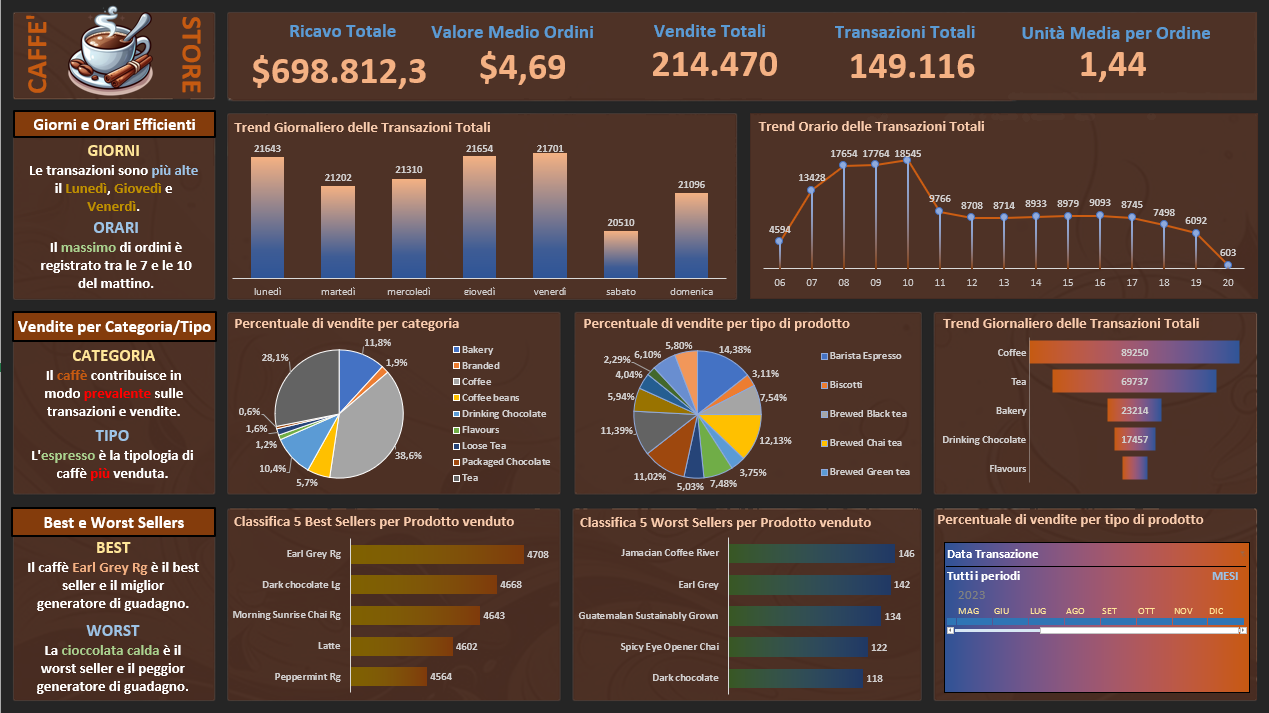 CAFFE'
STORE
Ricavo Totale
$698.812,3
Valore Medio Ordini
$4,69
Vendite Totali
214.470
Transazioni Totali
149.116
Unità Media per Ordine
1,44
Giorni e Orari Efficienti
GIORNI
Le transazioni sono più alte
il Lunedì, Giovedì e
Venerdì.
ORARI
Il massimo di ordini è
registrato tra le 7 e le 10
del mattino.
Trend Giornaliero delle Transazioni Totali
21643
21202
21310
21654
21701
20510
21096
lunedì
martedì
mercoledì
giovedì
venerdì
sabato
domenica
Trend Orario delle Transazioni Totali
4594
13428
17654
17764
18545
9766
8708
8714
8933
8979
9093
8745
7498
6092
603
06
07
08
09
10
11
12
13
14
15
16
17
18
19
20
Vendite per Categoria/Tipo
CATEGORIA
Il caffè contribuisce in
modo prevalente sulle
transazioni e vendite.
TIPO
L'espresso è la tipologia di
caffè più venduta.
Percentuale di vendite per categoria
11,8%
1,9%
38,6%
5,7%
10,4%
1,2%
1,6%
0,6%
28,1%
Bakery
Branded
Coffee
Coffee beans
Drinking Chocolate
Flavours
Loose Tea
Packaged Chocolate
Tea
Percentuale di vendite per tipo di prodotto
14,38%
3,11%
7,54%
12,13%
3,75%
7,48%
5,03%
11,02%
11,39%
5,94%
4,04%
2,29%
6,10%
5,80%
Barista Espresso
Biscotti
Brewed Black tea
Brewed Chai tea
Brewed Green tea
Trend Giornaliero delle Transazioni Totali
Coffee
89250
Tea
69737
Bakery
23214
Drinking Chocolate
17457
Flavours
Best e Worst Sellers
BEST
Il caffè Earl Grey Rg è il best
seller e il miglior
generatore di guadagno.
WORST
La cioccolata calda è il
worst seller e il peggior
generatore di guadagno.
Classifica 5 Best Sellers per Prodotto venduto
Earl Grey Rg
4708
Dark chocolate Lg
4668
Morning Sunrise Chai Rg
4643
Latte
4602
Peppermint Rg
4564
Classifica 5 Worst Sellers per Prodotto venduto
Jamacian Coffee River
146
Earl Grey
142
Guatemalan Sustainably Grown
134
Spicy Eye Opener Chai
122
Dark chocolate
118
Percentuale di vendite per tipo di prodotto
Data Transazione
Tutti i periodi
MESI
2023
MAG GIU LUG AGO SET OTT NOV DIC